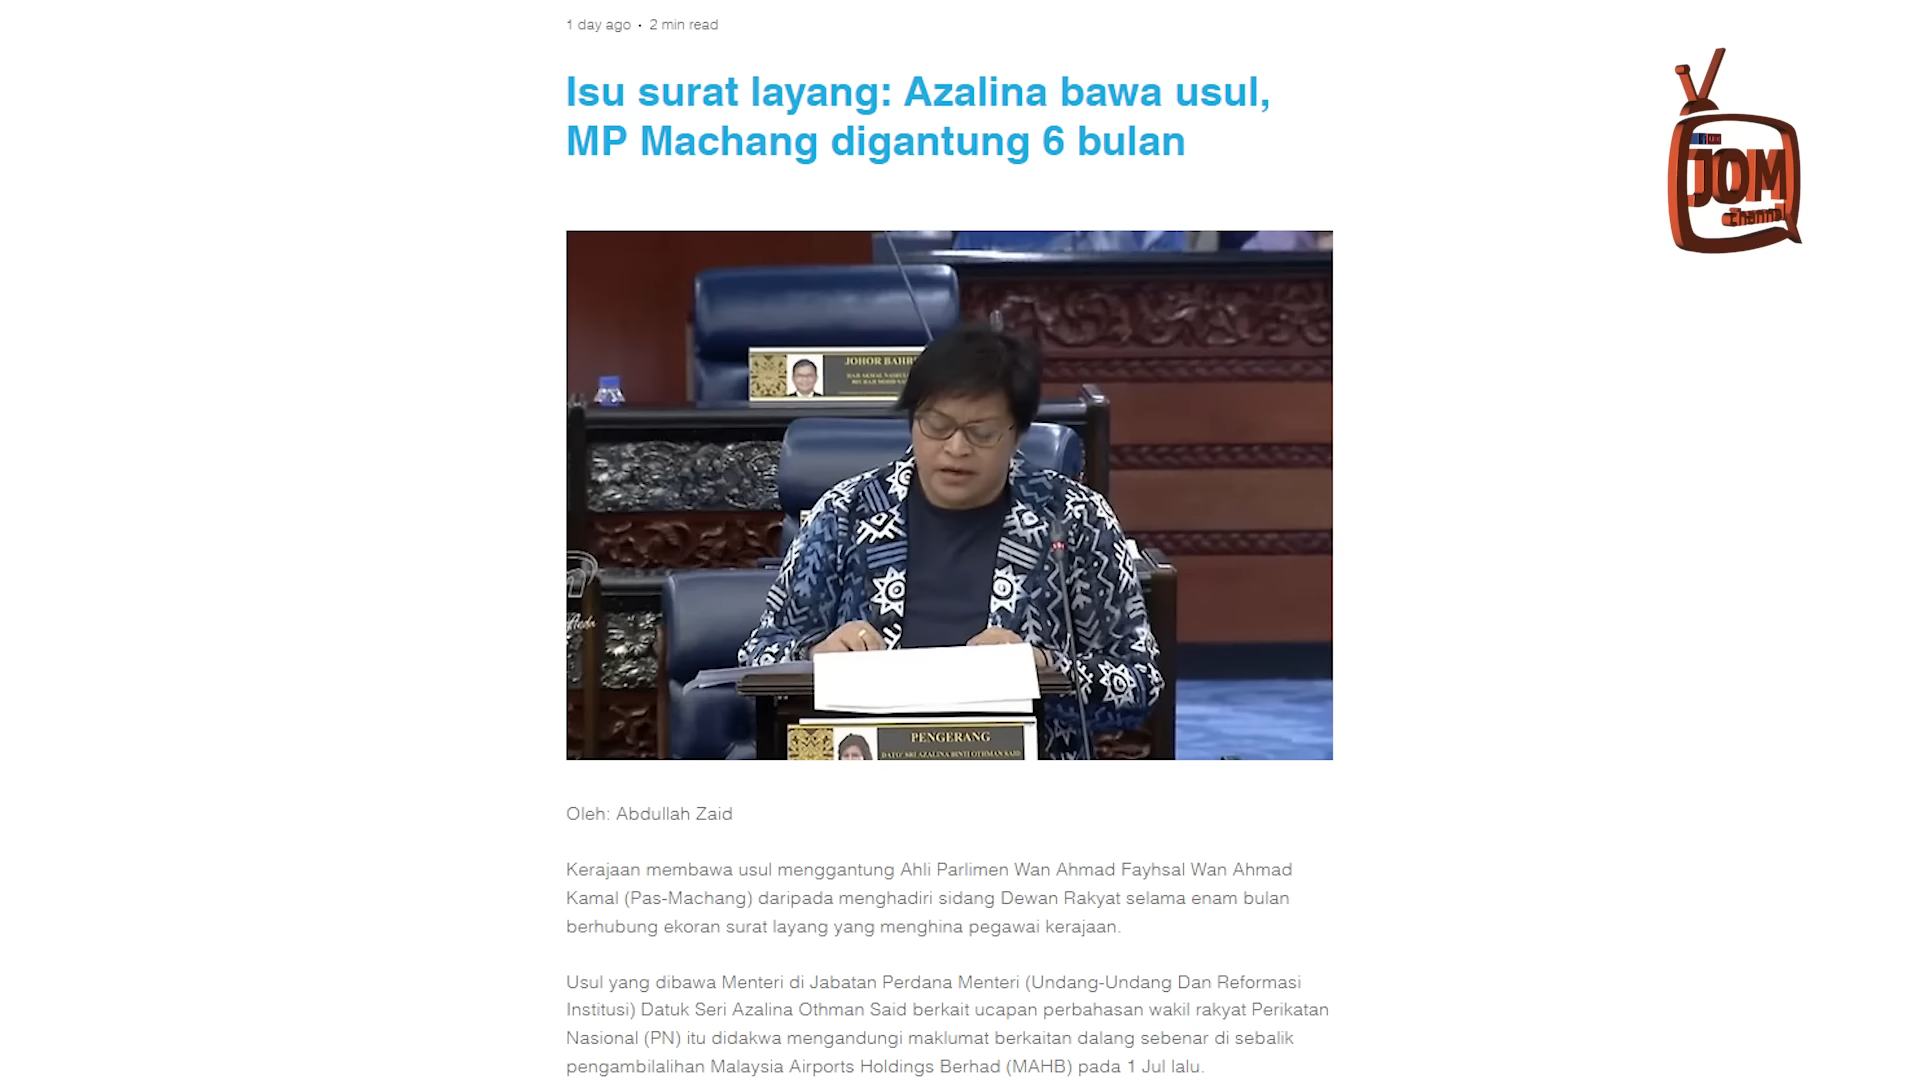 1 day ago · 2 min read
Isu surat layang: Azalina bawa usul,
MP Machang digantung 6 bulan
JOM
Channel
JOHOR BAHRU
PENGERANG
DATO' SRI AZALINA BINTI OTHMAN SAID
Oleh: Abdullah Zaid
Kerajaan membawa usul menggantung Ahli Parlimen Wan Ahmad Fayhsal Wan Ahmad
Kamal (Pas-Machang) daripada menghadiri sidang Dewan Rakyat selama enam bulan
berhubung ekoran surat layang yang menghina pegawai kerajaan.
Usul yang dibawa Menteri di Jabatan Perdana Menteri (Undang-Undang Dan Reformasi
Institusi) Datuk Seri Azalina Othman Said berkait ucapan perbahasan wakil rakyat Perikatan
Nasional (PN) itu didakwa mengandungi maklumat berkaitan dalang sebenar di sebalik
pengambilalihan Malaysia Airports Holdings Berhad (MAHB) pada 1 Jul lalu.